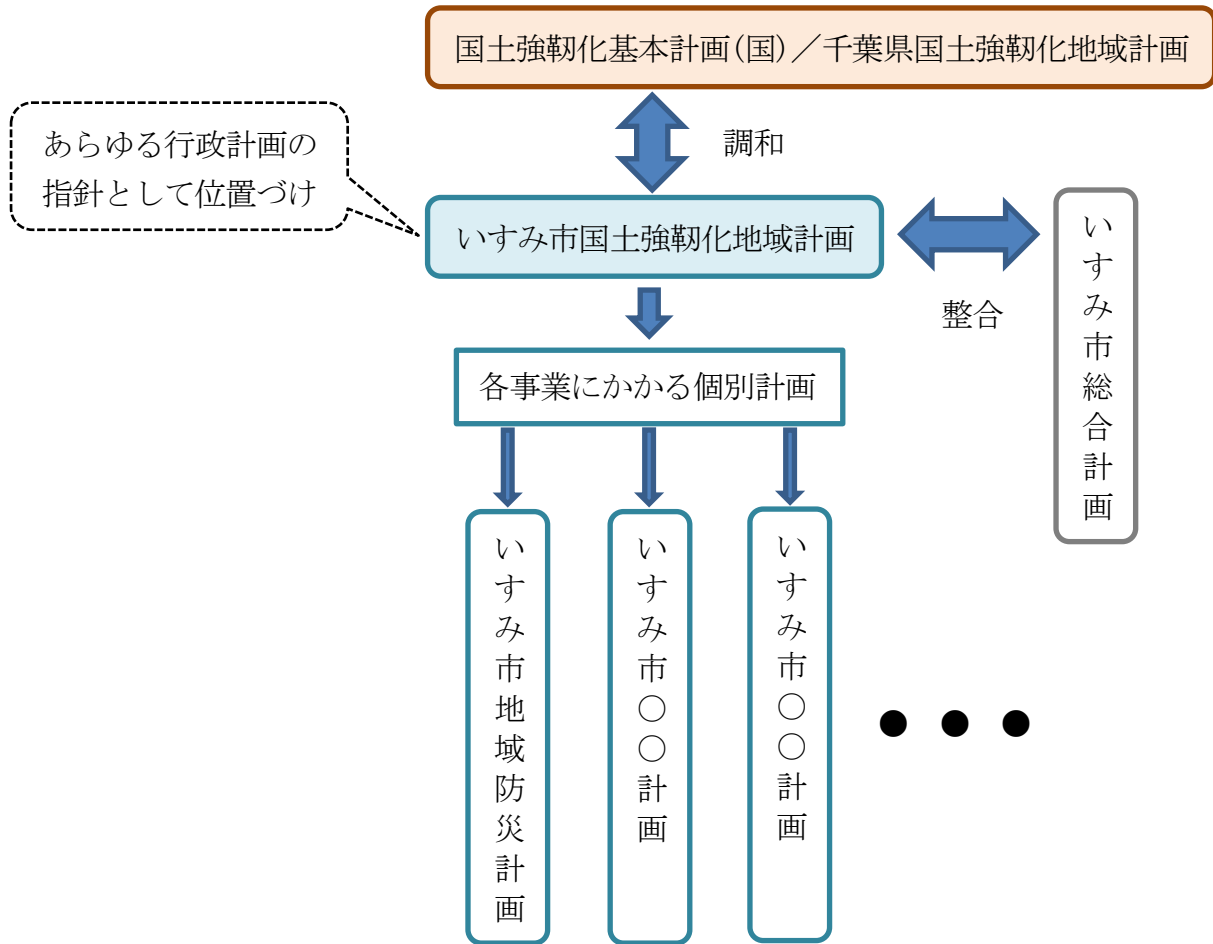 国土強靭化基本計画(国)／千葉県国土強靭化地域計画
調和
あらゆる行政計画の
指針として位置づけ
いすみ市国土強靭化地域計画
整合
いすみ市総合計画
各事業にかかる個別計画
いすみ市地域防災計画
いすみ市○○計画
いすみ市○○計画
●●●